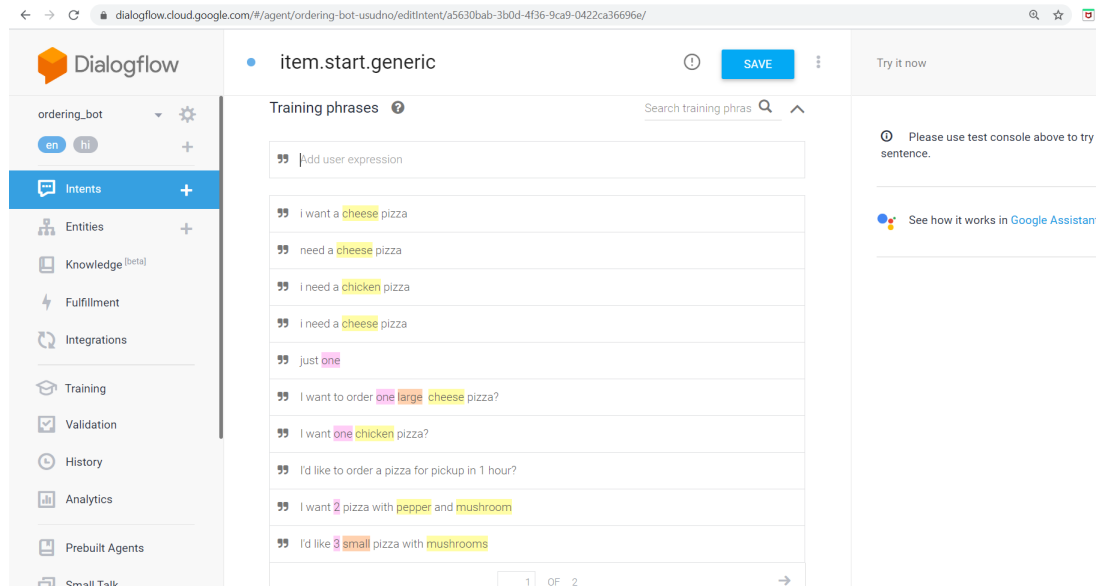 dialogflow.cloud.google.com/#/agent/ordering-bot-usudno/editIntent/a5630bab-3b0d-4f36-9ca9-0422ca36696e/
Dialogflow
item.start.generic
SAVE
Try it now
ordering_bot
en hi
Training phrases
Search training phras
Add user expression
Please use test console above to try
sentence.
Intents
Entities
Knowledge [beta]
Fulfillment
Integrations
Training
Validation
History
Analytics
Prebuilt Agents
Small Talk
i want a cheese pizza
need a cheese pizza
i need a chicken pizza
i need a cheese pizza
just one
I want to order one large cheese pizza?
I want one chicken pizza?
I'd like to order a pizza for pickup in 1 hour?
I want 2 pizza with pepper and mushroom
I'd like 3 small pizza with mushrooms
1 OF 2
See how it works in Google Assistan